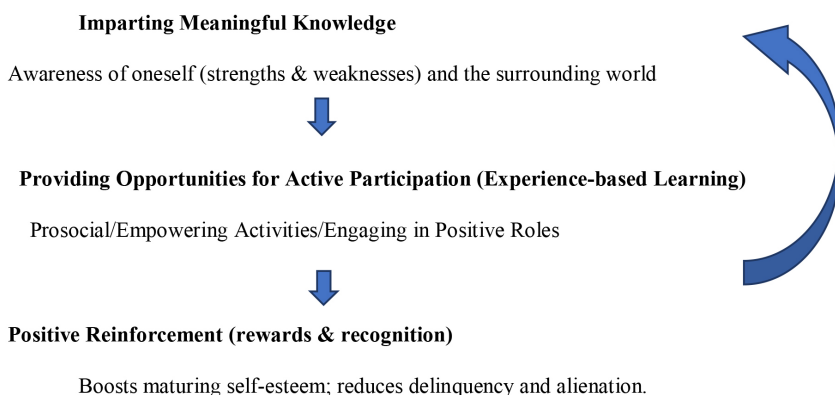 Imparting Meaningful Knowledge
Awareness of oneself (strengths & weaknesses) and the surrounding world
Providing Opportunities for Active Participation (Experience-based Learning)
Prosocial/Empowering Activities/Engaging in Positive Roles
Positive Reinforcement (rewards & recognition)
Boosts maturing self-esteem; reduces delinquency and alienation.